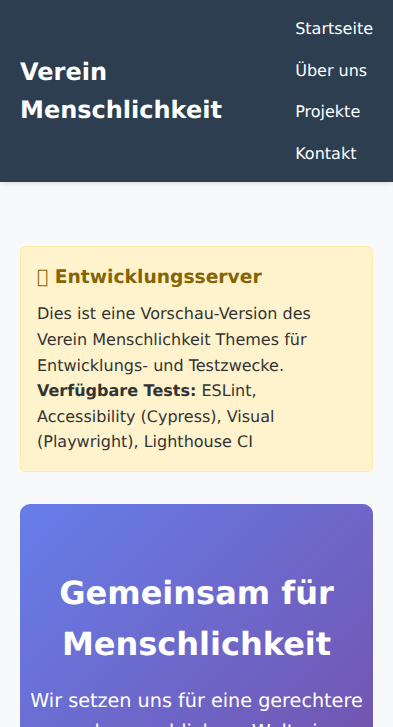 Verein
Menschlichkeit
Startseite
Über uns
Projekte
Kontakt
Entwicklungsserver
Dies ist eine Vorschau-Version des
Verein Menschlichkeit Themes für
Entwicklungs- und Testzwecke.
Verfügbare Tests: ESLint,
Accessibility (Cypress), Visual
(Playwright), Lighthouse CI
Gemeinsam für
Menschlichkeit
Wir setzen uns für eine gerechtere